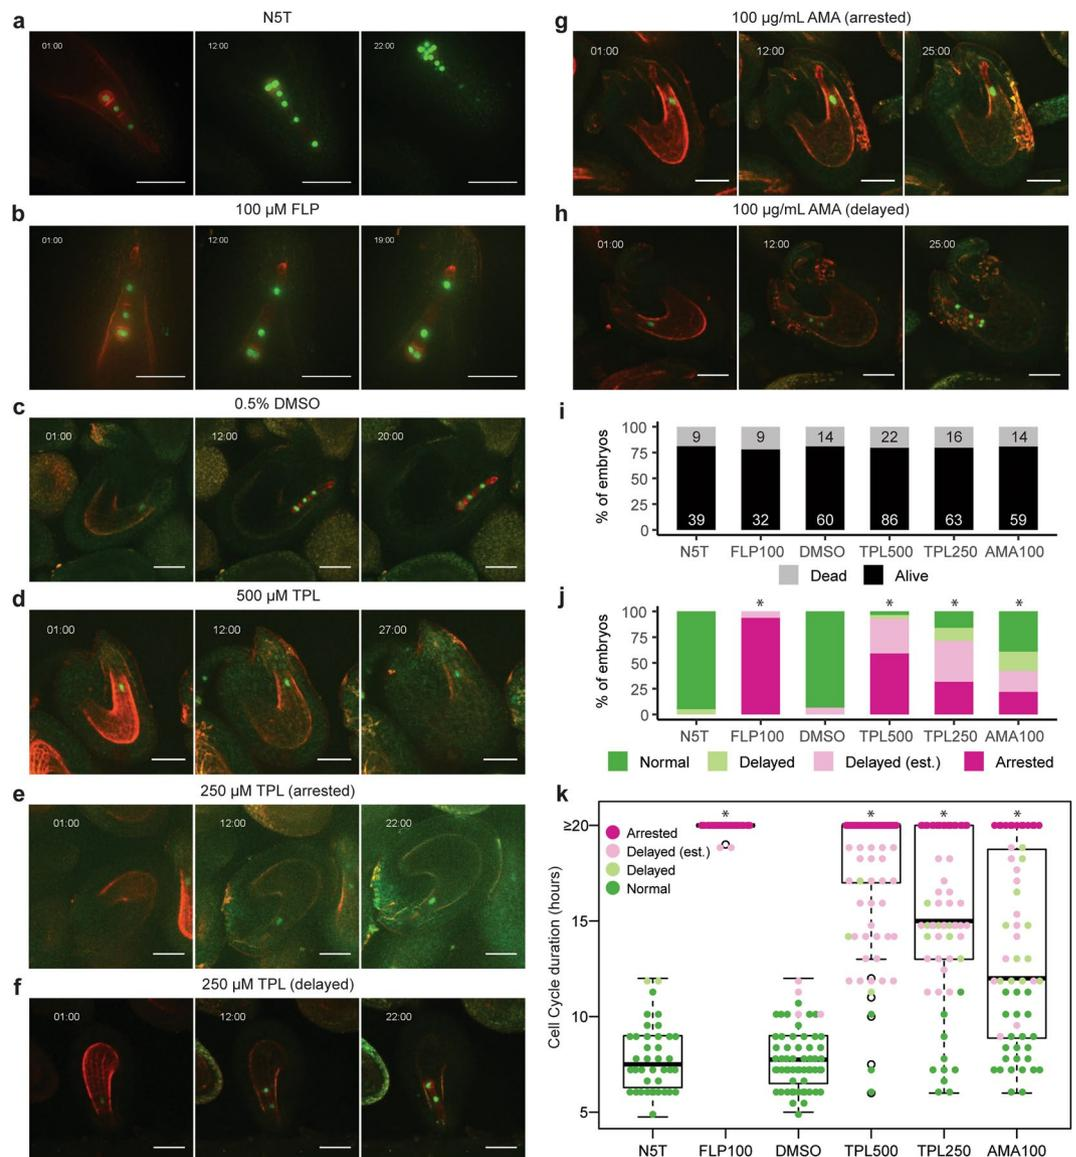 a
N5T
01:00
12:00
22:00
b
100 µM FLP
01:00
12:00
19:00
c
0.5% DMSO
01:00
12:00
20:00
d
500 µM TPL
01:00
12:00
27:00
e
250 µM TPL (arrested)
01:00
12:00
22:00
f
250 µM TPL (delayed)
01:00
12:00
22:00
g
100 µg/mL AMA (arrested)
01:00
12:00
25:00
h
100 µg/mL AMA (delayed)
01:00
12:00
25:00
i
% of embryos
100
75
50
25
0
9 9 14 22 16 14
39 32 60 86 63 59
N5T FLP100 DMSO TPL500 TPL250 AMA100
Dead Alive
j
% of embryos
100
75
50
25
0
* * * *
N5T FLP100 DMSO TPL500 TPL250 AMA100
Normal Delayed Delayed (est.) Arrested
k
Cell Cycle duration (hours)
≥20
15
10
5
* * * *
Arrested
Delayed (est.)
Delayed
Normal
N5T FLP100 DMSO TPL500 TPL250 AMA100